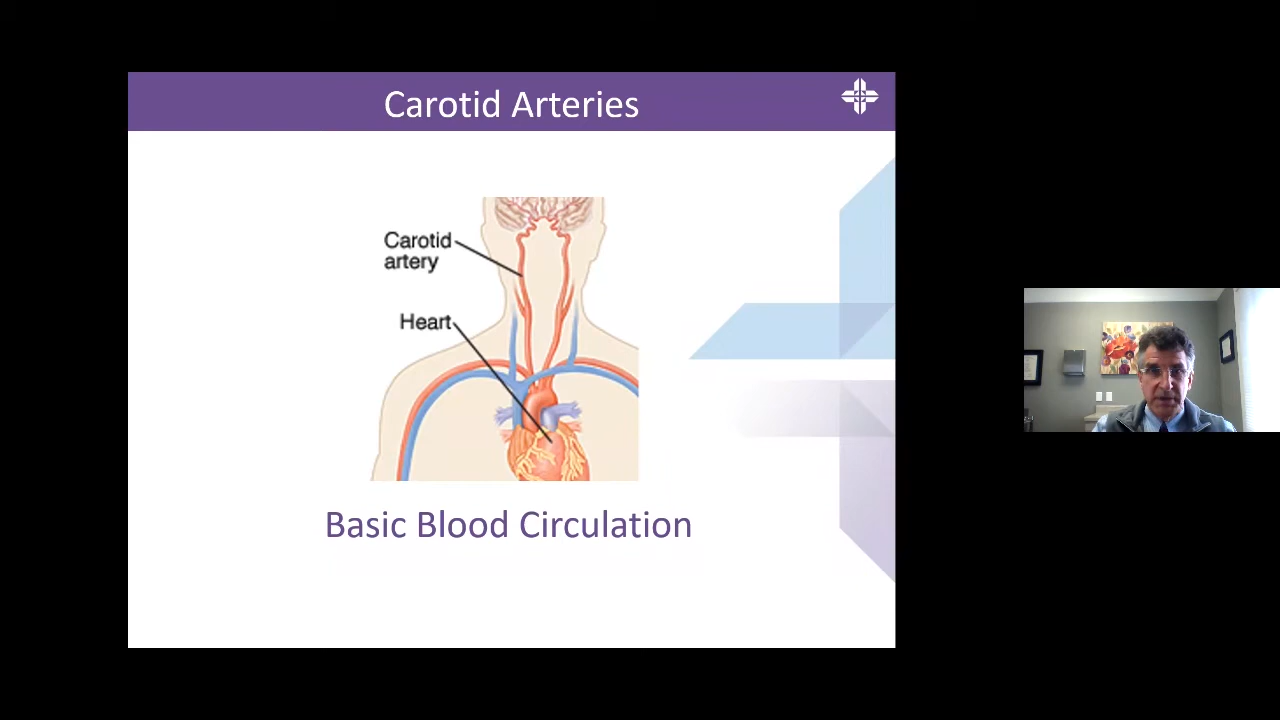 Carotid Arteries
Carotid
artery
Heart
Basic Blood Circulation